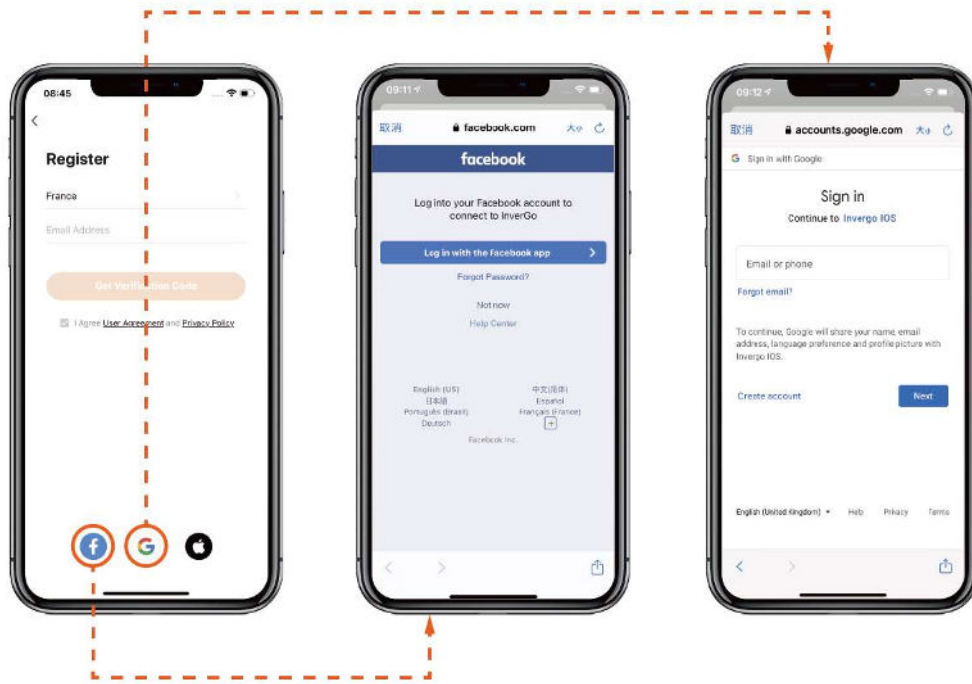 08:45
Register
France
Email Address
Get Verification Code
I Agree User Agreement and Privacy Policy
09:11
取消
facebook.com
大小
facebook
Log into your Facebook account to
connect to InverGo
Log in with the Facebook app
Forgot Password?
Not now
Help Center
English (US)
中文(简体)
日本語
Español
Português (Brasil)
Français (France)
Deutsch
Facebook Inc.
09:12
取消
accounts.google.com
大小
G Sign in with Google
Sign in
Continue to Invergo IOS
Email or phone
Forgot email?
To continue, Google will share your name, email
address, language preference and profile picture with
Invergo IOS.
Create account
Next
English (United Kingdom)
Help
Privacy
Terms